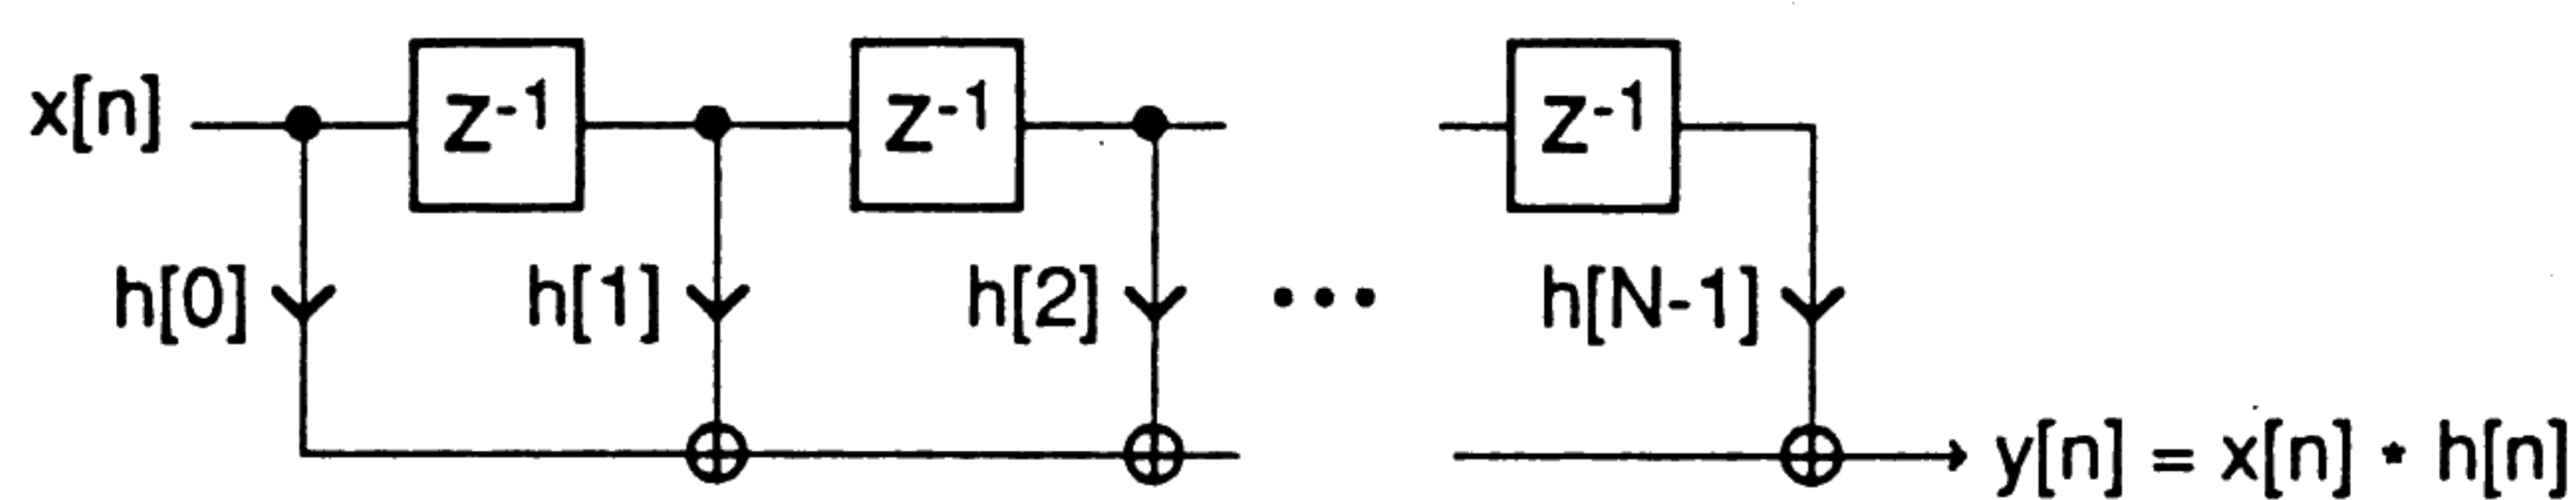 x[n] z⁻¹ z⁻¹ z⁻¹
h[0] h[1] h[2] ••• h[N-1]
y[n] = x[n] * h[n]